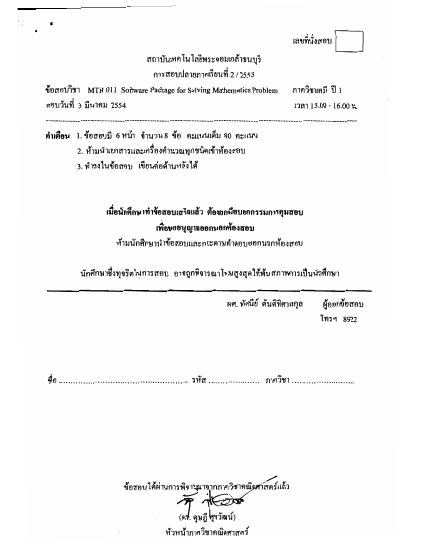 เลขที่นั่งสอบ
สถาบันเทคโนโลยีพระจอมเกล้าธนบุรี
การสอบปลายภาคเรียนที่ 2/2553
ข้อสอบวิชา MTH 011 Software Package for Solving Mathematics Problem ภาควิชาเคมี ปี 1
สอบวันที่ 3 มีนาคม 2554 เวลา 13.00 - 16.00 น.
คำเตือน 1. ข้อสอบมี 6 หน้า จำนวน 8 ข้อ คะแนนเต็ม 80 คะแนน
2. ห้ามนำเอกสารและเครื่องคำนวณทุกชนิดเข้าห้องสอบ
3. ทำลงในข้อสอบ เขียนต่อด้านหลังได้
เมื่อนักศึกษาทำข้อสอบเสร็จแล้ว ต้องยกมือบอกกรรมการคุมสอบ
เพื่อขออนุญาตออกนอกห้องสอบ
ห้ามนักศึกษานำข้อสอบและกระดาษคำตอบออกนอกห้องสอบ
นักศึกษาซึ่งทุจริตในการสอบ อาจถูกพิจารณาโทษสูงสุดให้พ้นสภาพการเป็นนักศึกษา
ผศ. ทัศนีย์ ตันติพิศาลกุล ผู้ออกข้อสอบ
โทรฯ 8922
ชื่อ ........................................ รหัส ................ ภาควิชา .........................
ข้อสอบได้ผ่านการพิจารณาจากภาควิชาคณิตศาสตร์แล้ว
(ดร. ดุษฎี ศุขวัฒน์)
หัวหน้าภาควิชาคณิตศาสตร์